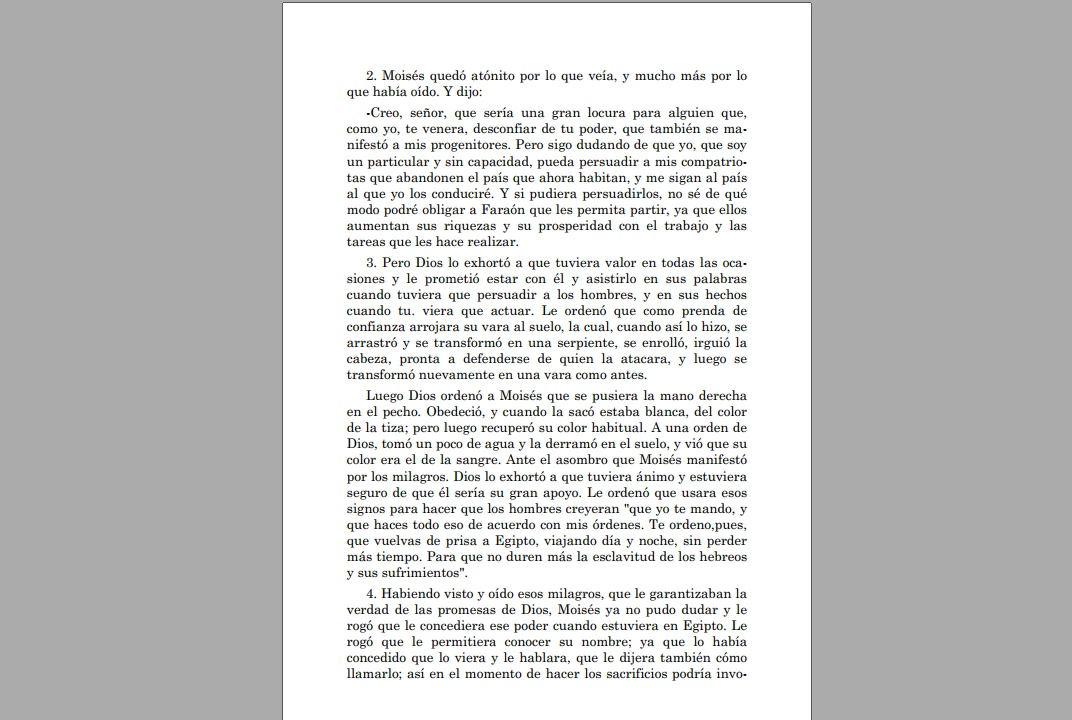 2. Moisés quedó atónito por lo que veía, y mucho más por lo
que había oído. Y dijo:
-Creo, señor, que sería una gran locura para alguien que,
como yo, te venera, desconfiar de tu poder, que también se ma-
nifestó a mis progenitores. Pero sigo dudando de que yo, que soy
un particular y sin capacidad, pueda persuadir a mis compatrio-
tas que abandonen el país que ahora habitan, y me sigan al país
al que yo los conduciré. Y si pudiera persuadirlos, no sé de qué
modo podré obligar a Faraón que les permita partir, ya que ellos
aumentan sus riquezas y su prosperidad con el trabajo y las
tareas que les hace realizar.
3. Pero Dios lo exhortó a que tuviera valor en todas las oca-
siones y le prometió estar con él y asistirlo en sus palabras
cuando tuviera que persuadir a los hombres, y en sus hechos
cuando tu. viera que actuar. Le ordenó que como prenda de
confianza arrojara su vara al suelo, la cual, cuando así lo hizo, se
arrastró y se transformó en una serpiente, se enrolló, irguió la
cabeza, pronta a defenderse de quien la atacara, y luego se
transformó nuevamente en una vara como antes.
Luego Dios ordenó a Moisés que se pusiera la mano derecha
en el pecho. Obedeció, y cuando la sacó estaba blanca, del color
de la tiza; pero luego recuperó su color habitual. A una orden de
Dios, tomó un poco de agua y la derramó en el suelo, y vió que su
color era el de la sangre. Ante el asombro que Moisés manifestó
por los milagros. Dios lo exhortó a que tuviera ánimo y estuviera
seguro de que él sería su gran apoyo. Le ordenó que usara esos
signos para hacer que los hombres creyeran "que yo te mando, y
que haces todo eso de acuerdo con mis órdenes. Te ordeno,pues,
que vuelvas de prisa a Egipto, viajando día y noche, sin perder
más tiempo. Para que no duren más la esclavitud de los hebreos
y sus sufrimientos".
4. Habiendo visto y oído esos milagros, que le garantizaban la
verdad de las promesas de Dios, Moisés ya no pudo dudar y le
rogó que le concediera ese poder cuando estuviera en Egipto. Le
rogó que le permitiera conocer su nombre; ya que lo había
concedido que lo viera y le hablara, que le dijera también cómo
llamarlo; así en el momento de hacer los sacrificios podría invo-